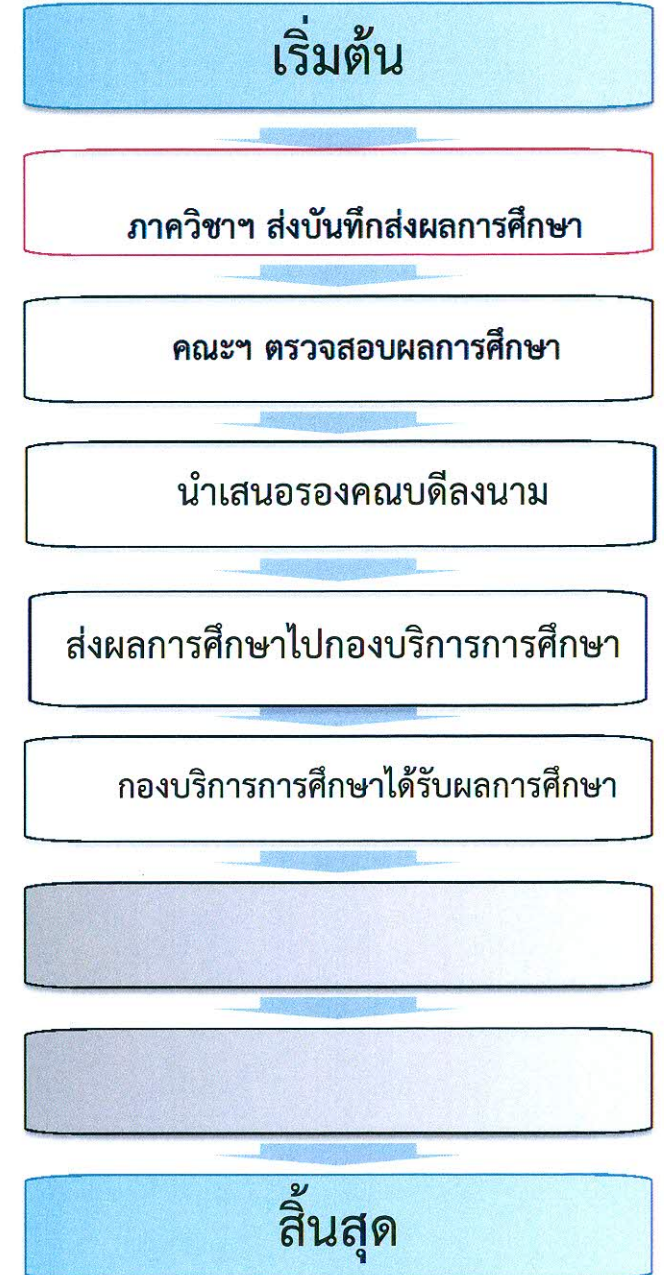 เริ่มต้น
ภาควิชาฯ ส่งบันทึกส่งผลการศึกษา
คณะฯ ตรวจสอบผลการศึกษา
นำเสนอรองคณบดีลงนาม
ส่งผลการศึกษาไปกองบริการการศึกษา
กองบริการการศึกษาได้รับผลการศึกษา
สิ้นสุด